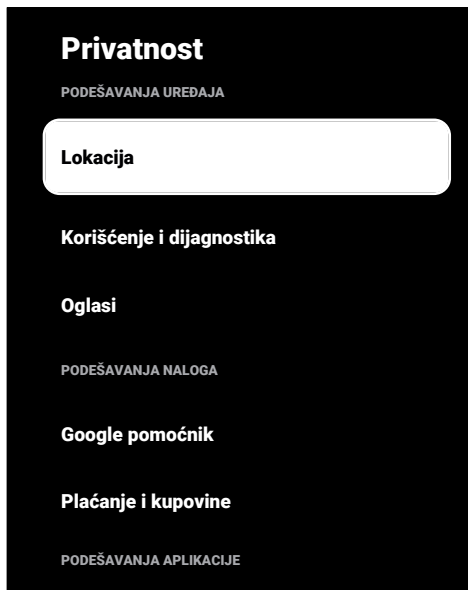 Privatnost
PODEŠAVANJA UREĐAJA
Lokacija
Korišćenje i dijagnostika
Oglasi
PODEŠAVANJA NALOGA
Google pomoćnik
Plaćanje i kupovine
PODEŠAVANJA APLIKACIJE